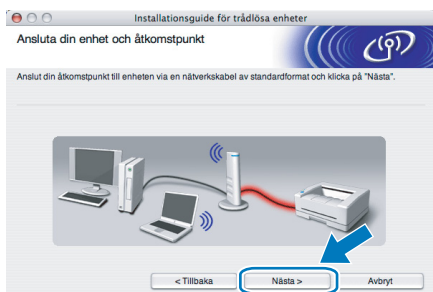 Installationsguide för trådlösa enheter
Ansluta din enhet och åtkomstpunkt
Anslut din åtkomstpunkt till enheten via en nätverkskabel av standardformat och klicka på "Nästa".
< Tillbaka
Nästa >
Avbryt